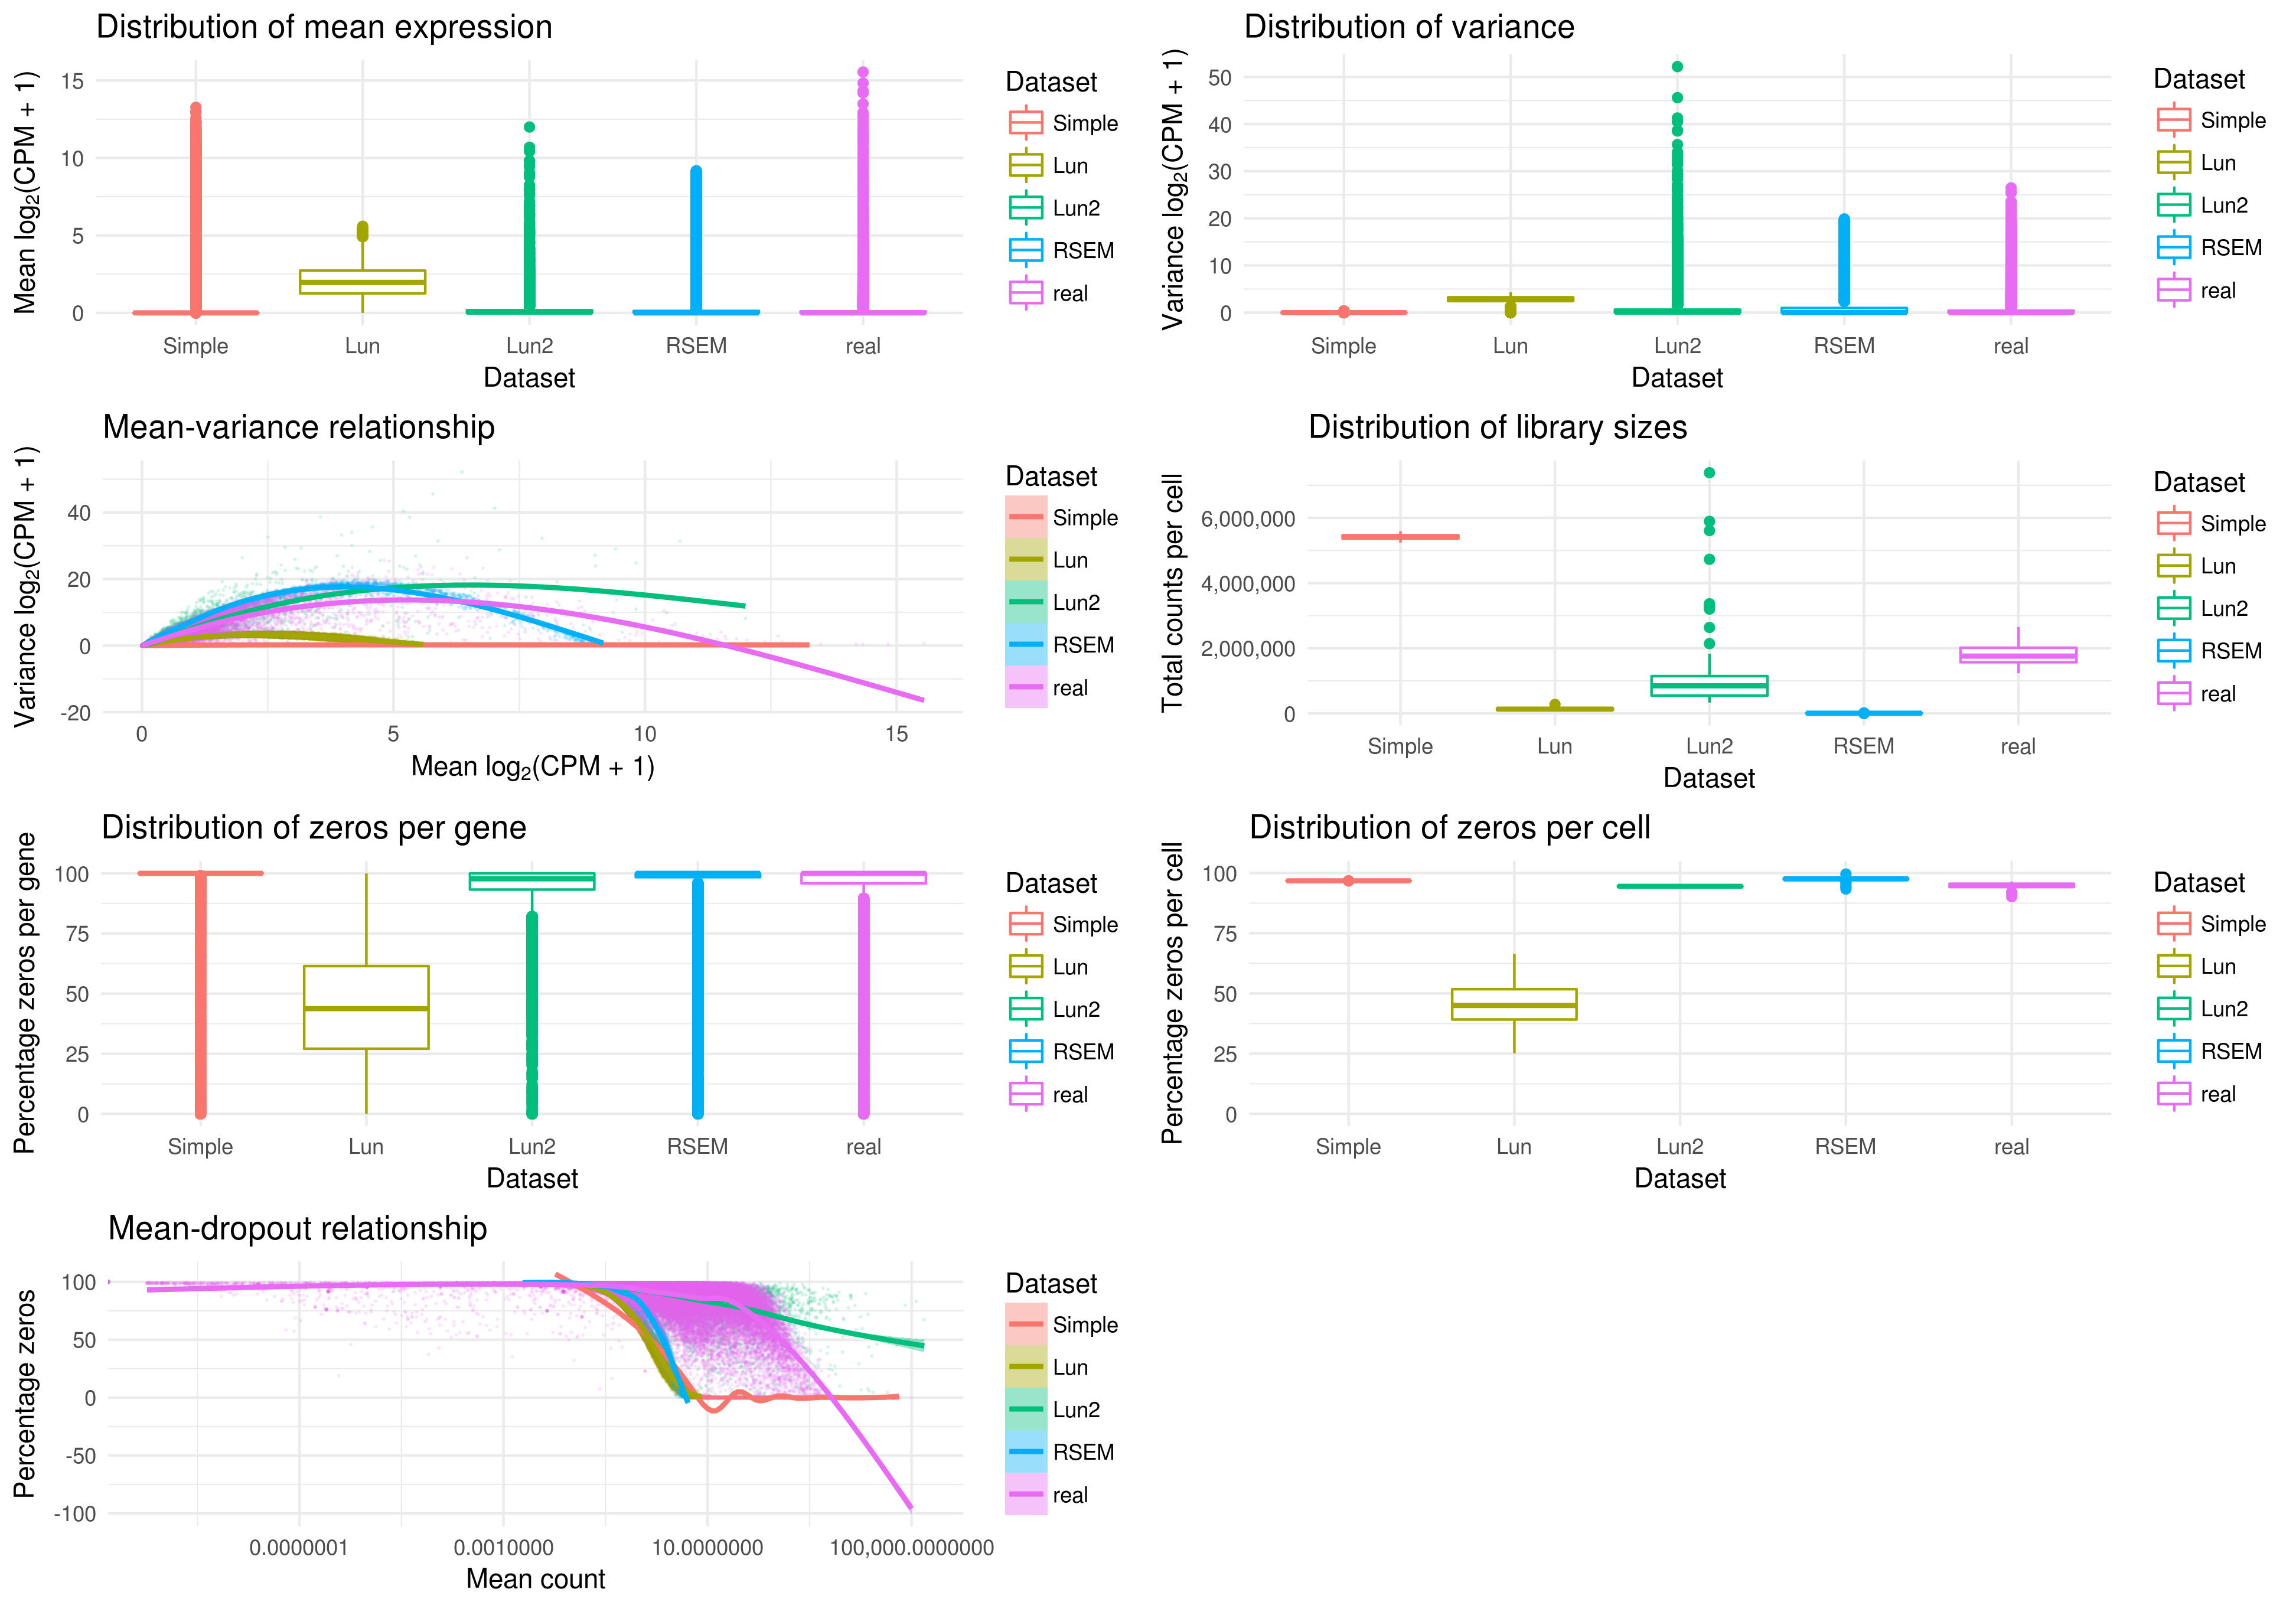 Distribution of mean expression
Mean log2(CPM + 1)
15
10
5
0
Simple Lun Lun2 RSEM real
Dataset
Dataset
Simple
Lun
Lun2
RSEM
real
Distribution of variance
Variance log2(CPM + 1)
50
40
30
20
10
0
Simple Lun Lun2 RSEM real
Dataset
Dataset
Simple
Lun
Lun2
RSEM
real
Mean-variance relationship
Variance log2(CPM + 1)
40
20
0
-20
0 5 10 15
Mean log2(CPM + 1)
Dataset
Simple
Lun
Lun2
RSEM
real
Distribution of library sizes
Total counts per cell
6,000,000
4,000,000
2,000,000
0
Simple Lun Lun2 RSEM real
Dataset
Dataset
Simple
Lun
Lun2
RSEM
real
Distribution of zeros per gene
Percentage zeros per gene
100
75
50
25
0
Simple Lun Lun2 RSEM real
Dataset
Dataset
Simple
Lun
Lun2
RSEM
real
Distribution of zeros per cell
Percentage zeros per cell
100
75
50
25
0
Simple Lun Lun2 RSEM real
Dataset
Dataset
Simple
Lun
Lun2
RSEM
real
Mean-dropout relationship
Percentage zeros
100
50
0
-50
-100
0.0000001 0.0010000 10.0000000 100,000.0000000
Mean count
Dataset
Simple
Lun
Lun2
RSEM
real